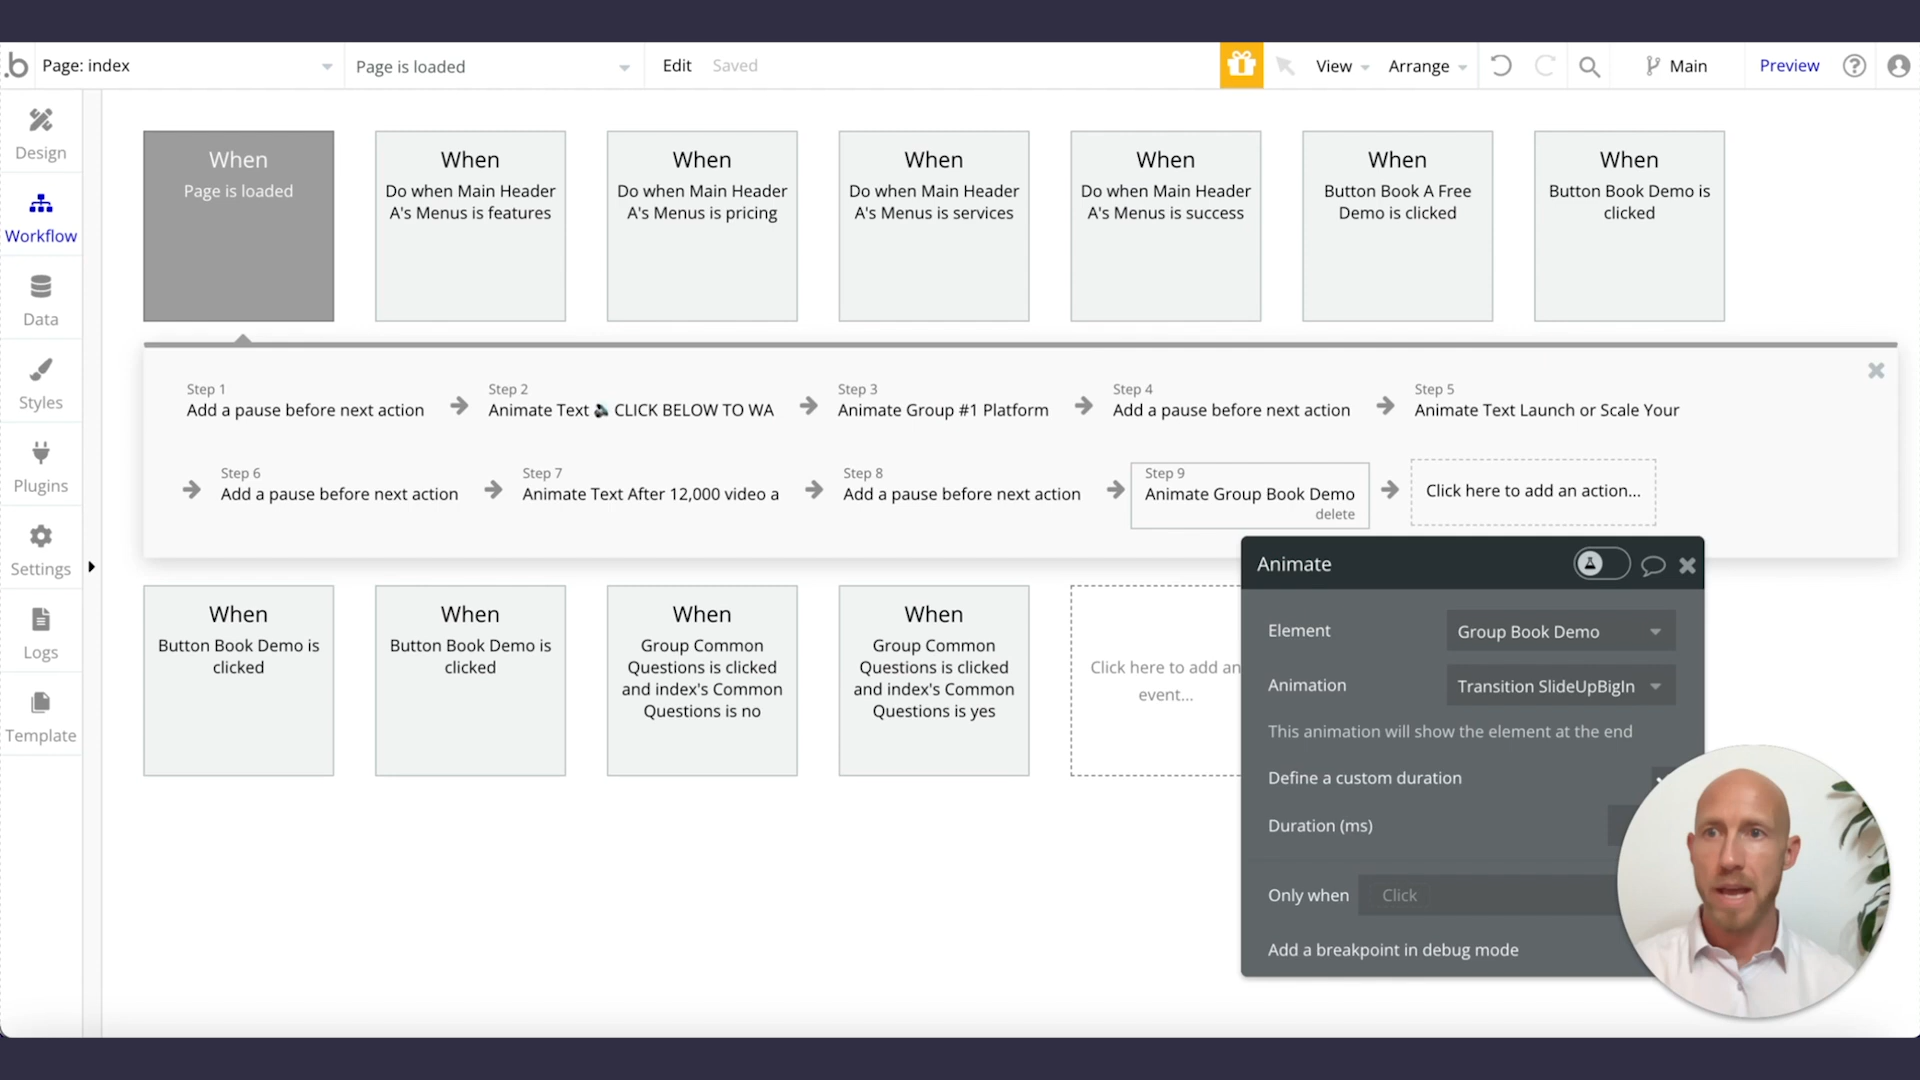 .b
Page: index
Page is loaded
Edit
Saved
View
Arrange
Main
Preview
?
Design
Workflow
Data
Styles
Plugins
Settings
Logs
Template
When
Page is loaded
When
Do when Main Header
A's Menus is features
When
Do when Main Header
A's Menus is pricing
When
Do when Main Header
A's Menus is services
When
Do when Main Header
A's Menus is success
When
Button Book A Free
Demo is clicked
When
Button Book Demo is
clicked
Step 1
Add a pause before next action
Step 2
Animate Text 🔊 CLICK BELOW TO WA
Step 3
Animate Group #1 Platform
Step 4
Add a pause before next action
Step 5
Animate Text Launch or Scale Your
Step 6
Add a pause before next action
Step 7
Animate Text After 12,000 video a
Step 8
Add a pause before next action
Step 9
Animate Group Book Demo
delete
Click here to add an action...
When
Button Book Demo is
clicked
When
Button Book Demo is
clicked
When
Group Common
Questions is clicked
and index's Common
Questions is no
When
Group Common
Questions is clicked
and index's Common
Questions is yes
Click here to add an
event...
Animate
Element
Group Book Demo
Animation
Transition SlideUpBigIn
This animation will show the element at the end
Define a custom duration
Duration (ms)
Only when
Click
Add a breakpoint in debug mode